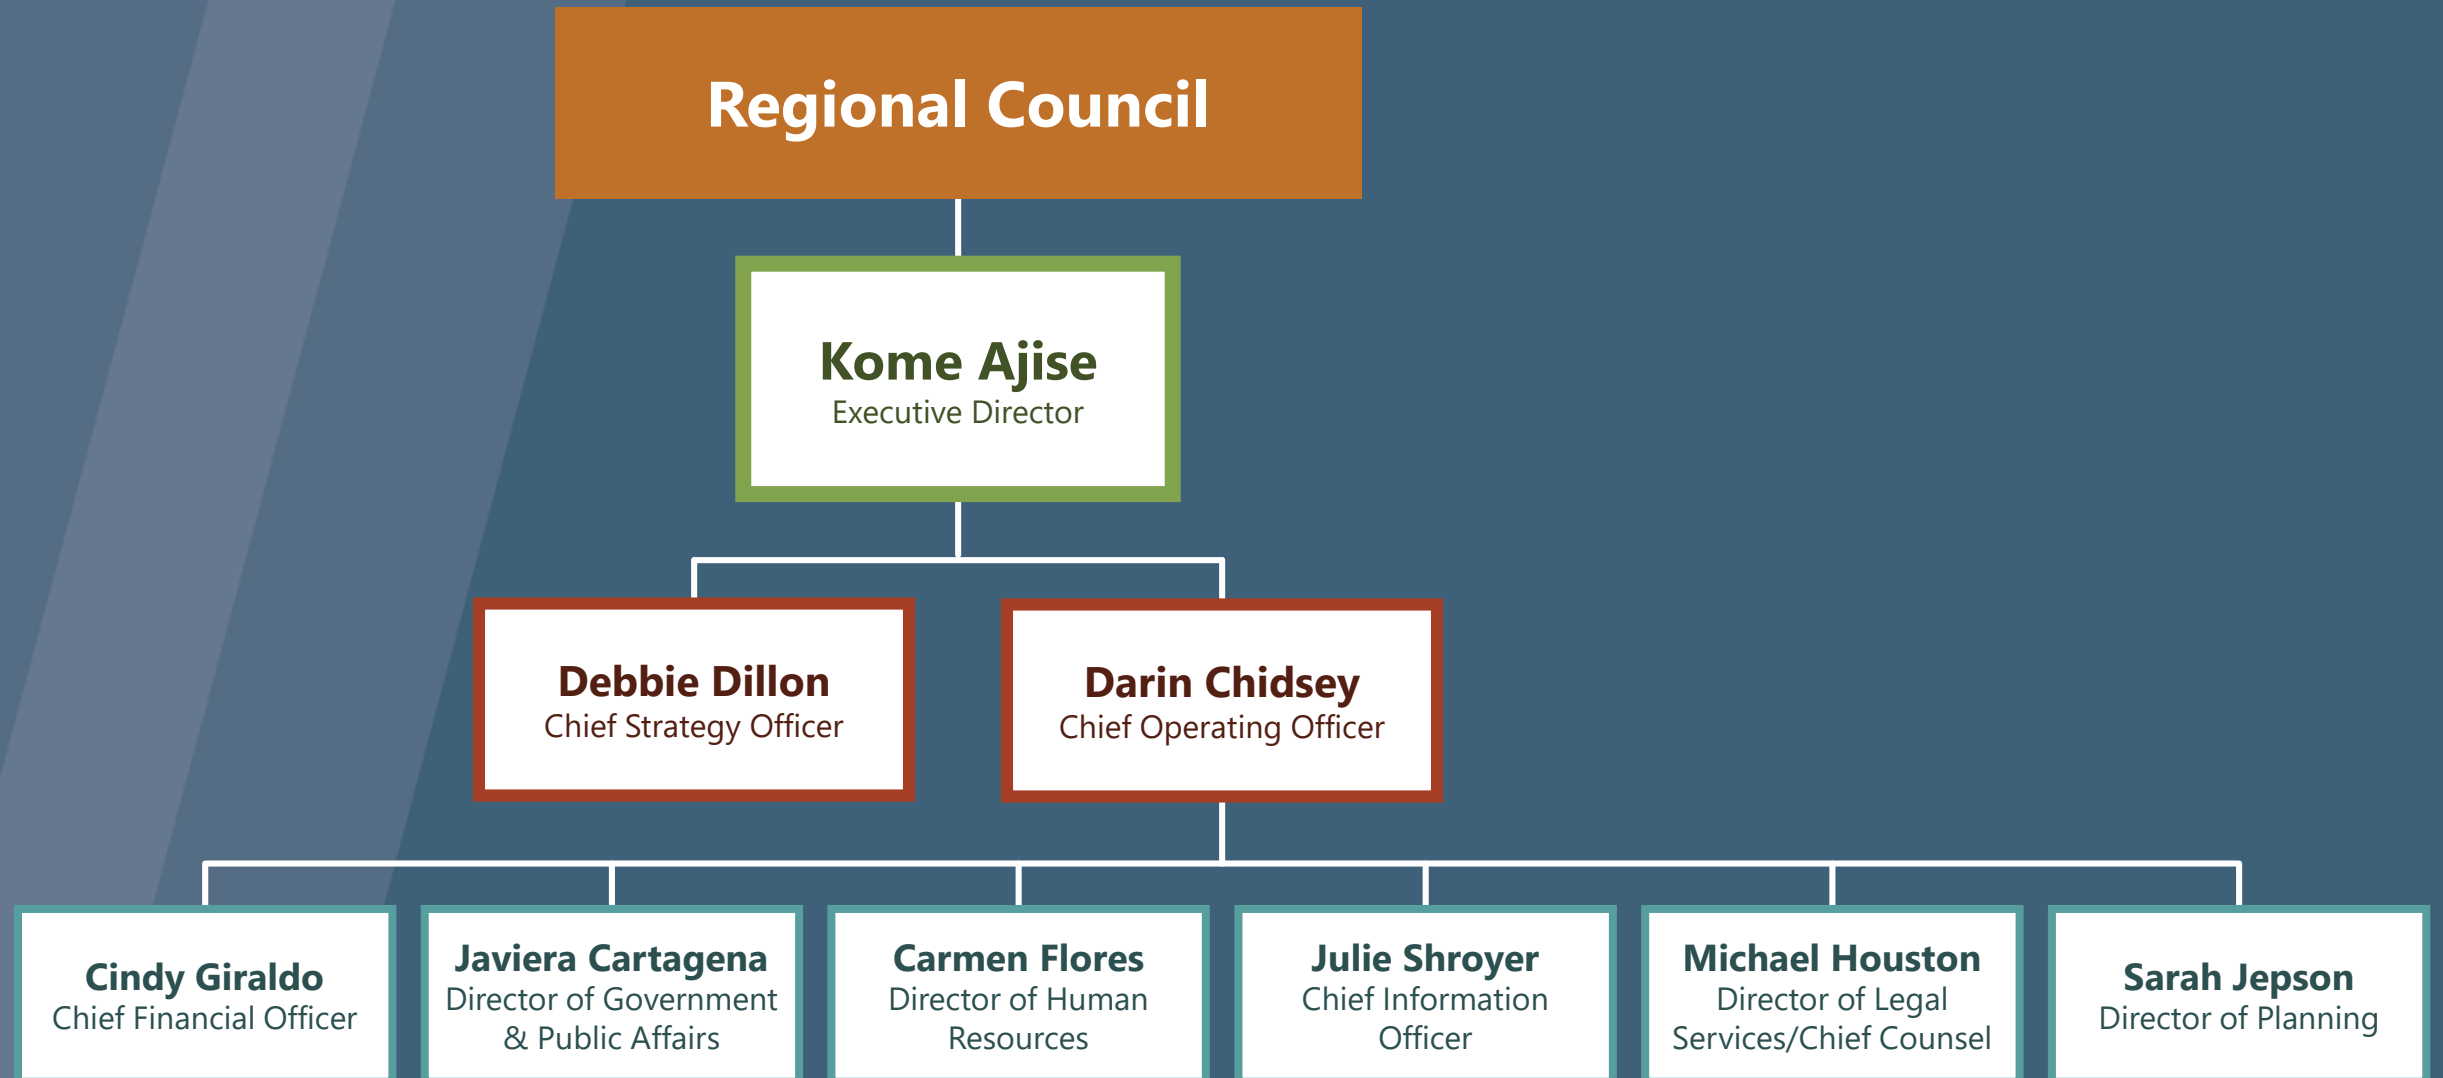 Regional Council
Kome Ajise
Executive Director
Debbie Dillon
Chief Strategy Officer
Darin Chidsey
Chief Operating Officer
Cindy Giraldo
Chief Financial Officer
Javiera Cartagena
Director of Government
& Public Affairs
Carmen Flores
Director of Human
Resources
Julie Shroyer
Chief Information
Officer
Michael Houston
Director of Legal
Services/Chief Counsel
Sarah Jepson
Director of Planning